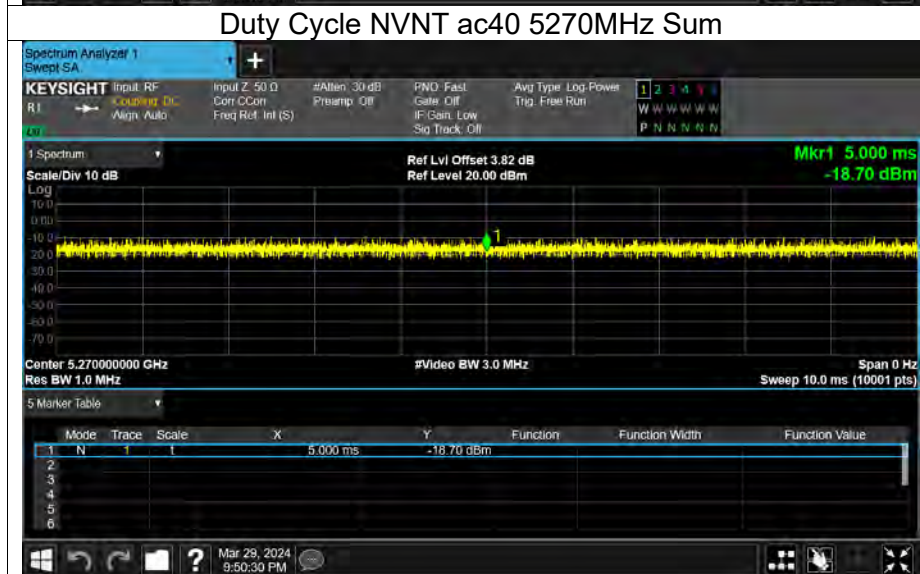 Duty Cycle NVNT ac40 5270MHz Sum
Spectrum Analyzer 1
Swept SA
+
KEYSIGHT Input: RF Input Z: 50 Ω #Atten: 30 dB PNO: Fast Avg Type: Log-Power 1 2 3 4 5 6
R L Coupling: DC Corr CCorr Preamp: Off Gate: Off Trig: Free Run W W W W W W
Align: Auto Freq Ref: Int (S) IF Gain: Low
Sig Track: Off P N N N N N
1 Spectrum Ref Lvl Offset 3.82 dB Mkr1 5.000 ms
Scale/Div 10 dB Ref Level 20.00 dBm -18.70 dBm
Log
10.0
0.00
-10.0
-20.0
-30.0
-40.0
-50.0
-60.0
-70.0
1
Center 5.270000000 GHz #Video BW 3.0 MHz Span 0 Hz
Res BW 1.0 MHz Sweep 10.0 ms (10001 pts)
5 Marker Table
Mode Trace Scale X Y Function Function Width Function Value
1 N 1 t 5.000 ms -18.70 dBm
2
3
4
5
6
? Mar 29, 2024
9:50:30 PM